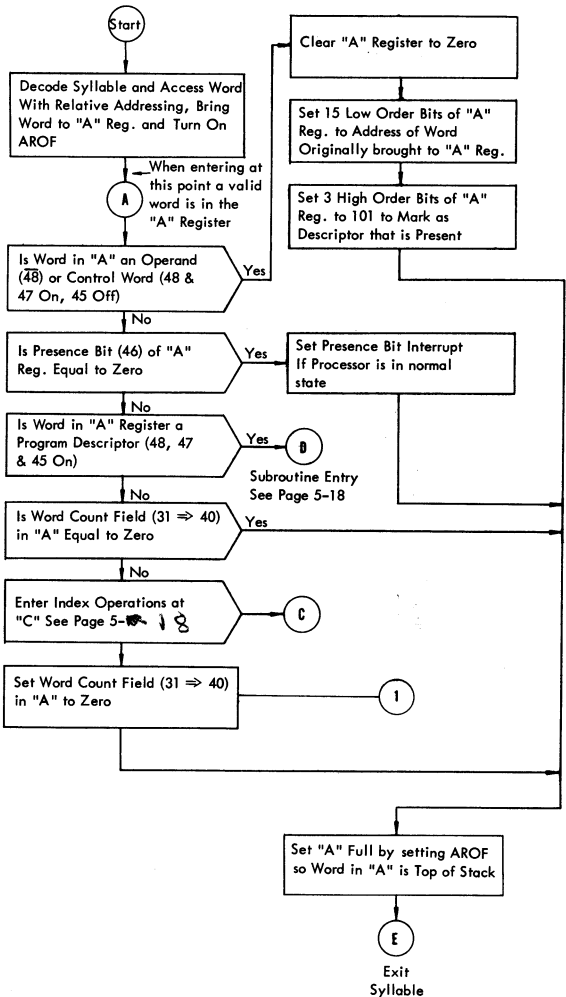 Start
Decode Syllable and Access Word
With Relative Addressing, Bring
Word to "A" Reg. and Turn On
AROF
When entering at
this point a valid
word is in the
"A" Register
A
Is Word in "A" an Operand
(4̅8̅) or Control Word (48 &
47 On, 45 Off)
Yes
No
Clear "A" Register to Zero
Set 15 Low Order Bits of "A"
Reg. to Address of Word
Originally brought to "A" Reg.
Set 3 High Order Bits of "A"
Reg. to 101 to Mark as
Descriptor that is Present
Is Presence Bit (46) of "A"
Reg. Equal to Zero
Yes
No
Set Presence Bit Interrupt
If Processor is in normal
state
Is Word in "A" Register a
Program Descriptor (48, 47
& 45 On)
Yes
No
D
Subroutine Entry
See Page 5-18
Is Word Count Field (31 ⇒ 40)
in "A" Equal to Zero
Yes
No
Enter Index Operations at
"C" See Page 5- 18
C
Set Word Count Field (31 ⇒ 40)
in "A" to Zero
1
Set "A" Full by setting AROF
so Word in "A" is Top of Stack
E
Exit
Syllable